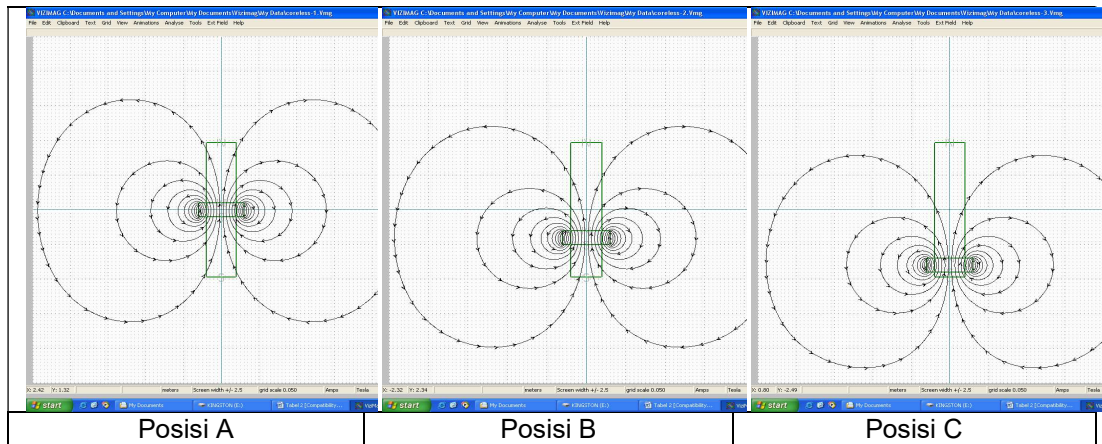 VIZIMAG C:\Documents and Settings\My Computer\My Documents\Vizimag\My Data\coreless-1.Vmg
File Edit Clipboard Text Grid View Animations Analyse Tools Ext Field Help
X: 2.42 Y: 1.32 meters Screen width +/- 2.5 grid scale 0.050 Amps Tesla
start My Documents KINGSTON (E:) Tabel 2 [Compatibility...
Posisi A
VIZIMAG C:\Documents and Settings\My Computer\My Documents\Vizimag\My Data\coreless-2.Vmg
File Edit Clipboard Text Grid View Animations Analyse Tools Ext Field Help
X: -2.32 Y: 2.34 meters Screen width +/- 2.5 grid scale 0.050 Amps Tesla
start My Documents KINGSTON (E:) Tabel 2 [Compatibility...
Posisi B
VIZIMAG C:\Documents and Settings\My Computer\My Documents\Vizimag\My Data\coreless-3.Vmg
File Edit Clipboard Text Grid View Animations Analyse Tools Ext Field Help
X: 0.80 Y: -2.49 meters Screen width +/- 2.5 grid scale 0.050 Amps Tesla
start My Documents KINGSTON (E:) Tabel 2 [Compatibility...
Posisi C